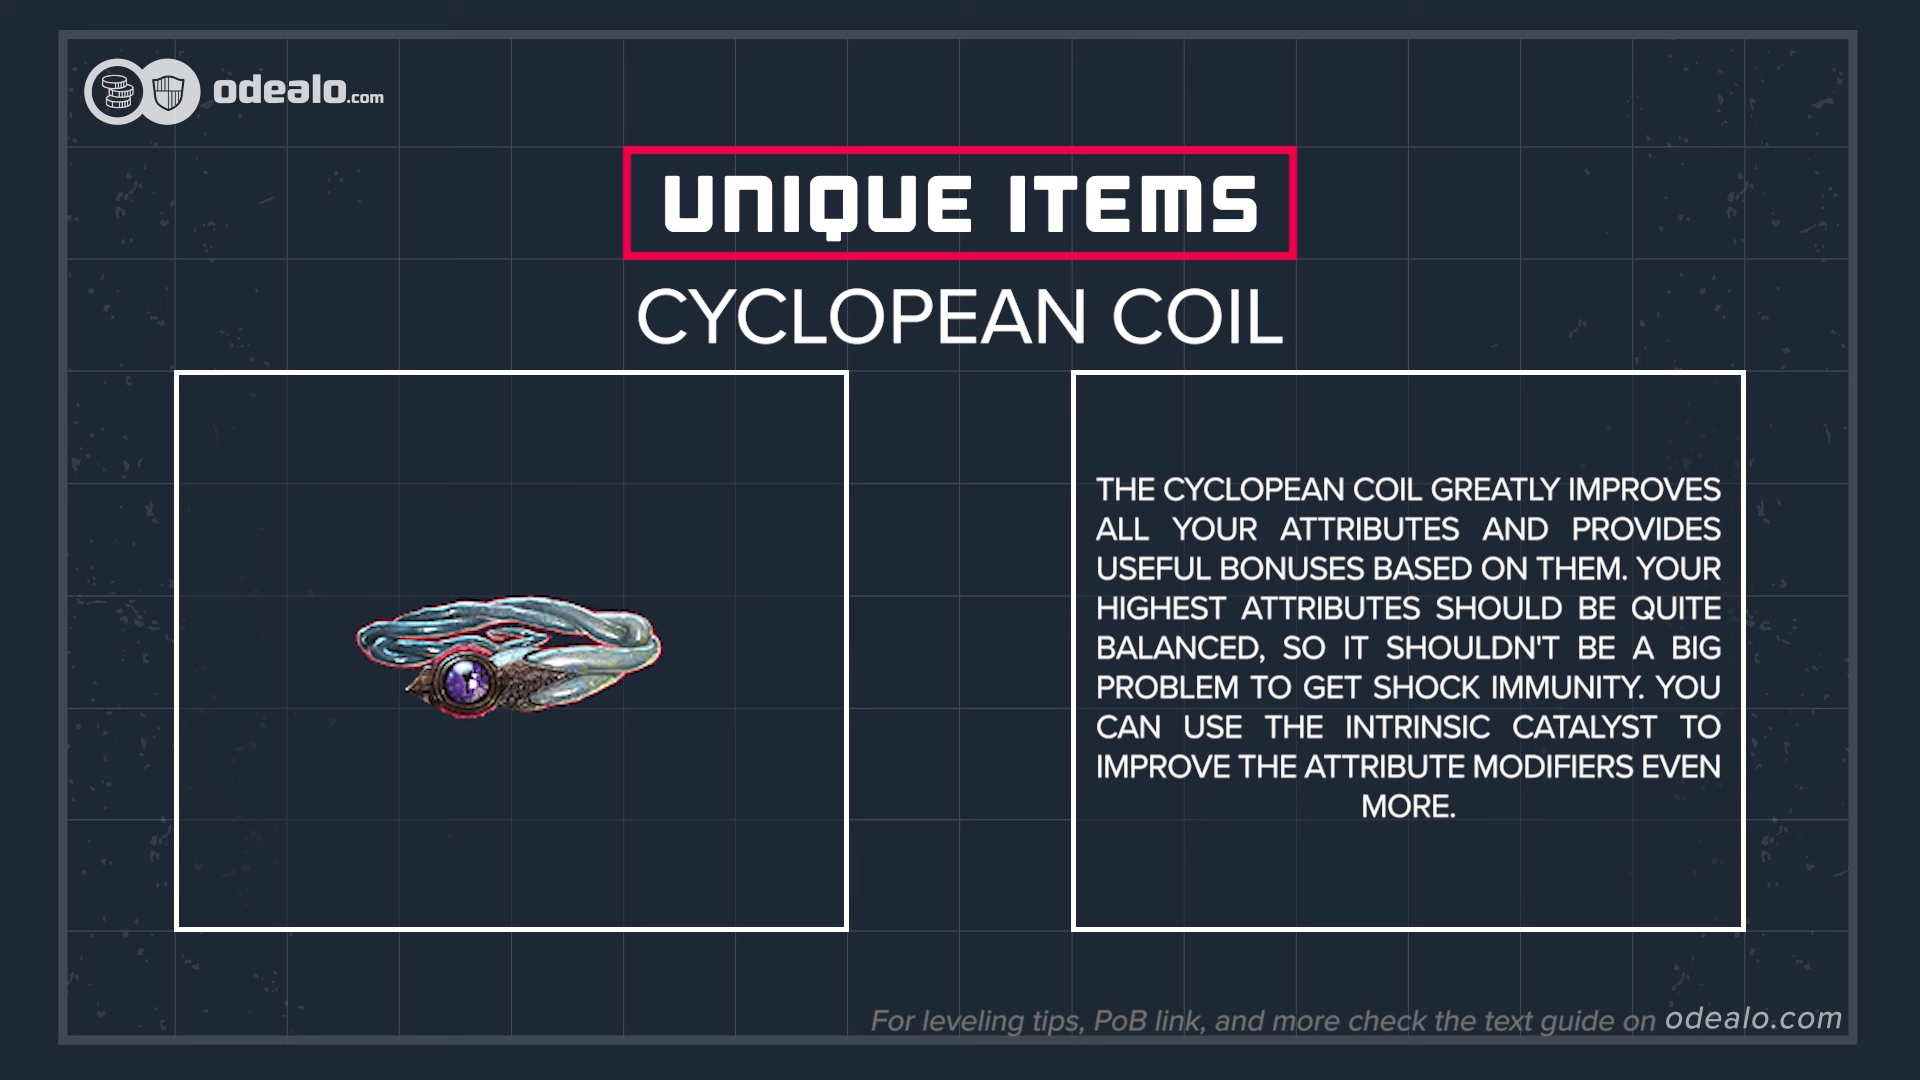 odealo.com
UNIQUE ITEMS
CYCLOPEAN COIL
THE CYCLOPEAN COIL GREATLY IMPROVES
ALL YOUR ATTRIBUTES AND PROVIDES
USEFUL BONUSES BASED ON THEM. YOUR
HIGHEST ATTRIBUTES SHOULD BE QUITE
BALANCED, SO IT SHOULDN'T BE A BIG
PROBLEM TO GET SHOCK IMMUNITY. YOU
CAN USE THE INTRINSIC CATALYST TO
IMPROVE THE ATTRIBUTE MODIFIERS EVEN
MORE.
For leveling tips, PoB link, and more check the text guide on odealo.com